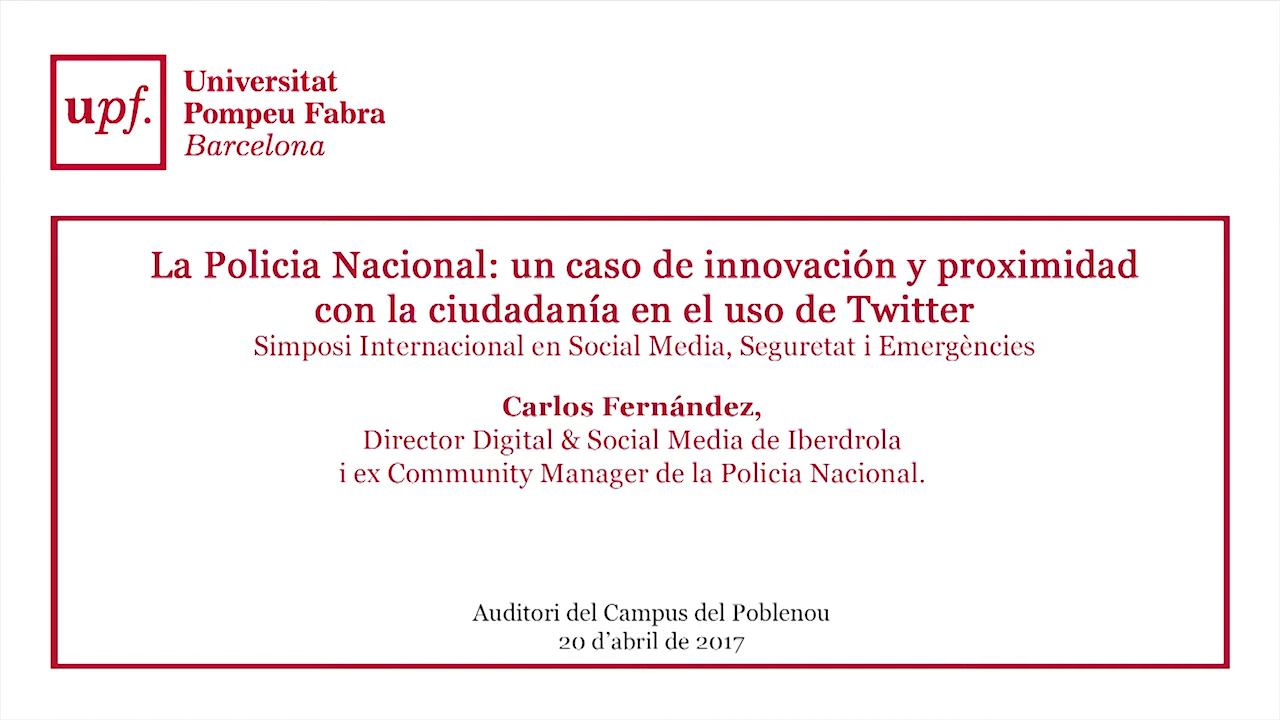 upf.
Universitat
Pompeu Fabra
Barcelona
La Policia Nacional: un caso de innovación y proximidad
con la ciudadanía en el uso de Twitter
Simposi Internacional en Social Media, Seguretat i Emergències
Carlos Fernández,
Director Digital & Social Media de Iberdrola
i ex Community Manager de la Policia Nacional.
Auditori del Campus del Poblenou
20 d’abril de 2017